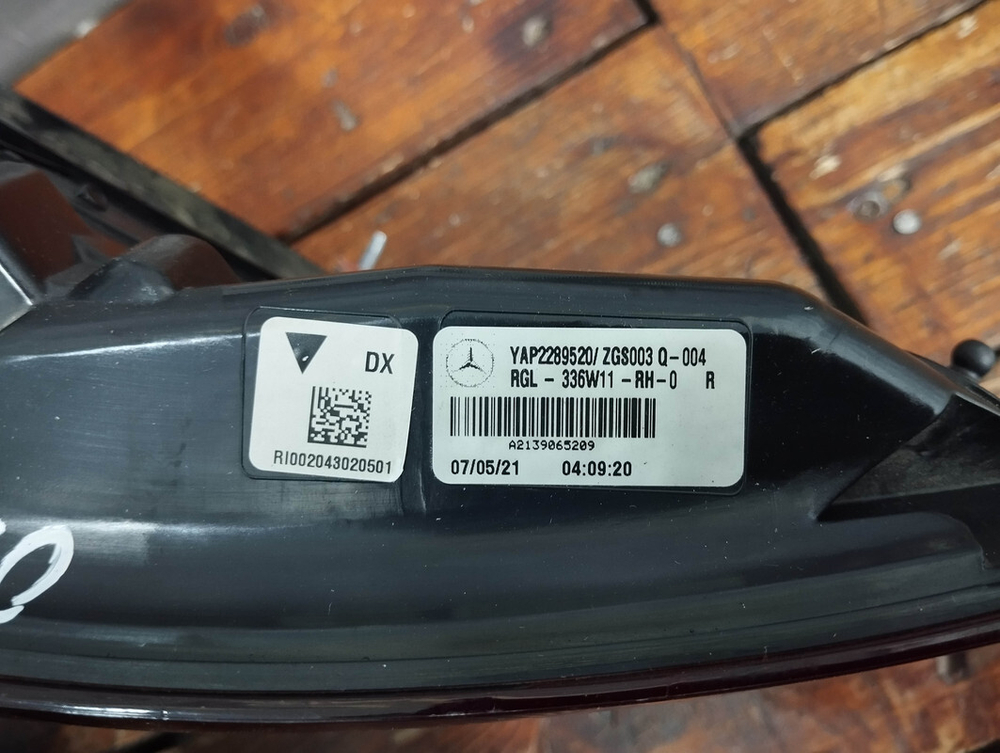 DX
RI002043020501
YAP2289520/ZGS003 Q-004
RGL - 336W11 -RH-0 R
A2139065209
07/05/21 04:09:20